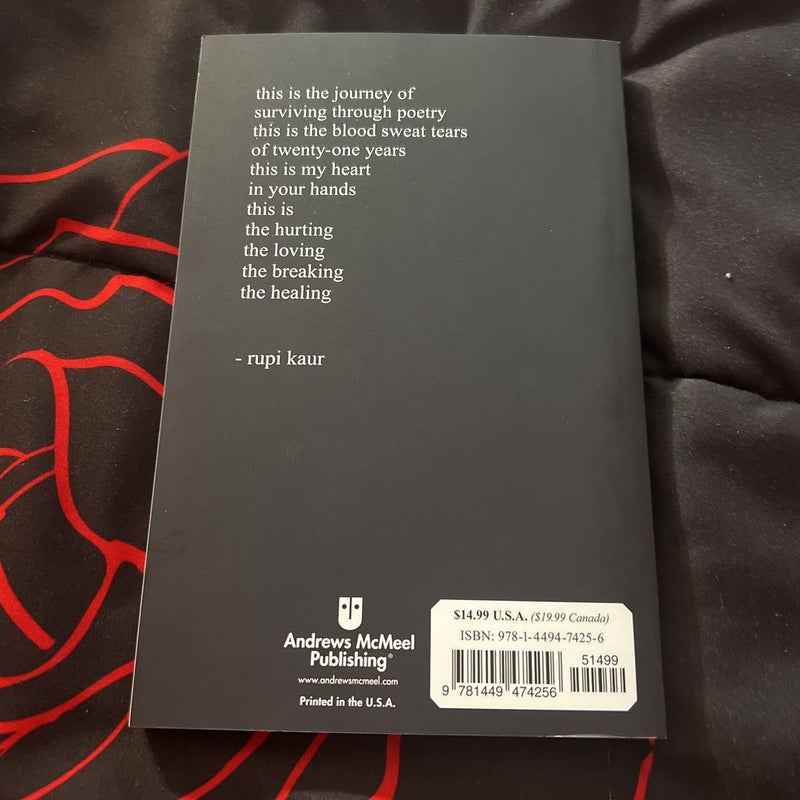 this is the journey of
surviving through poetry
this is the blood sweat tears
of twenty-one years
this is my heart
in your hands
this is
the hurting
the loving
the breaking
the healing
- rupi kaur
Andrews McMeel
Publishing®
www.andrewsmcmeel.com
Printed in the U.S.A.
$14.99 U.S.A. ($19.99 Canada)
ISBN: 978-1-4494-7425-6
51499
9 781449 474256